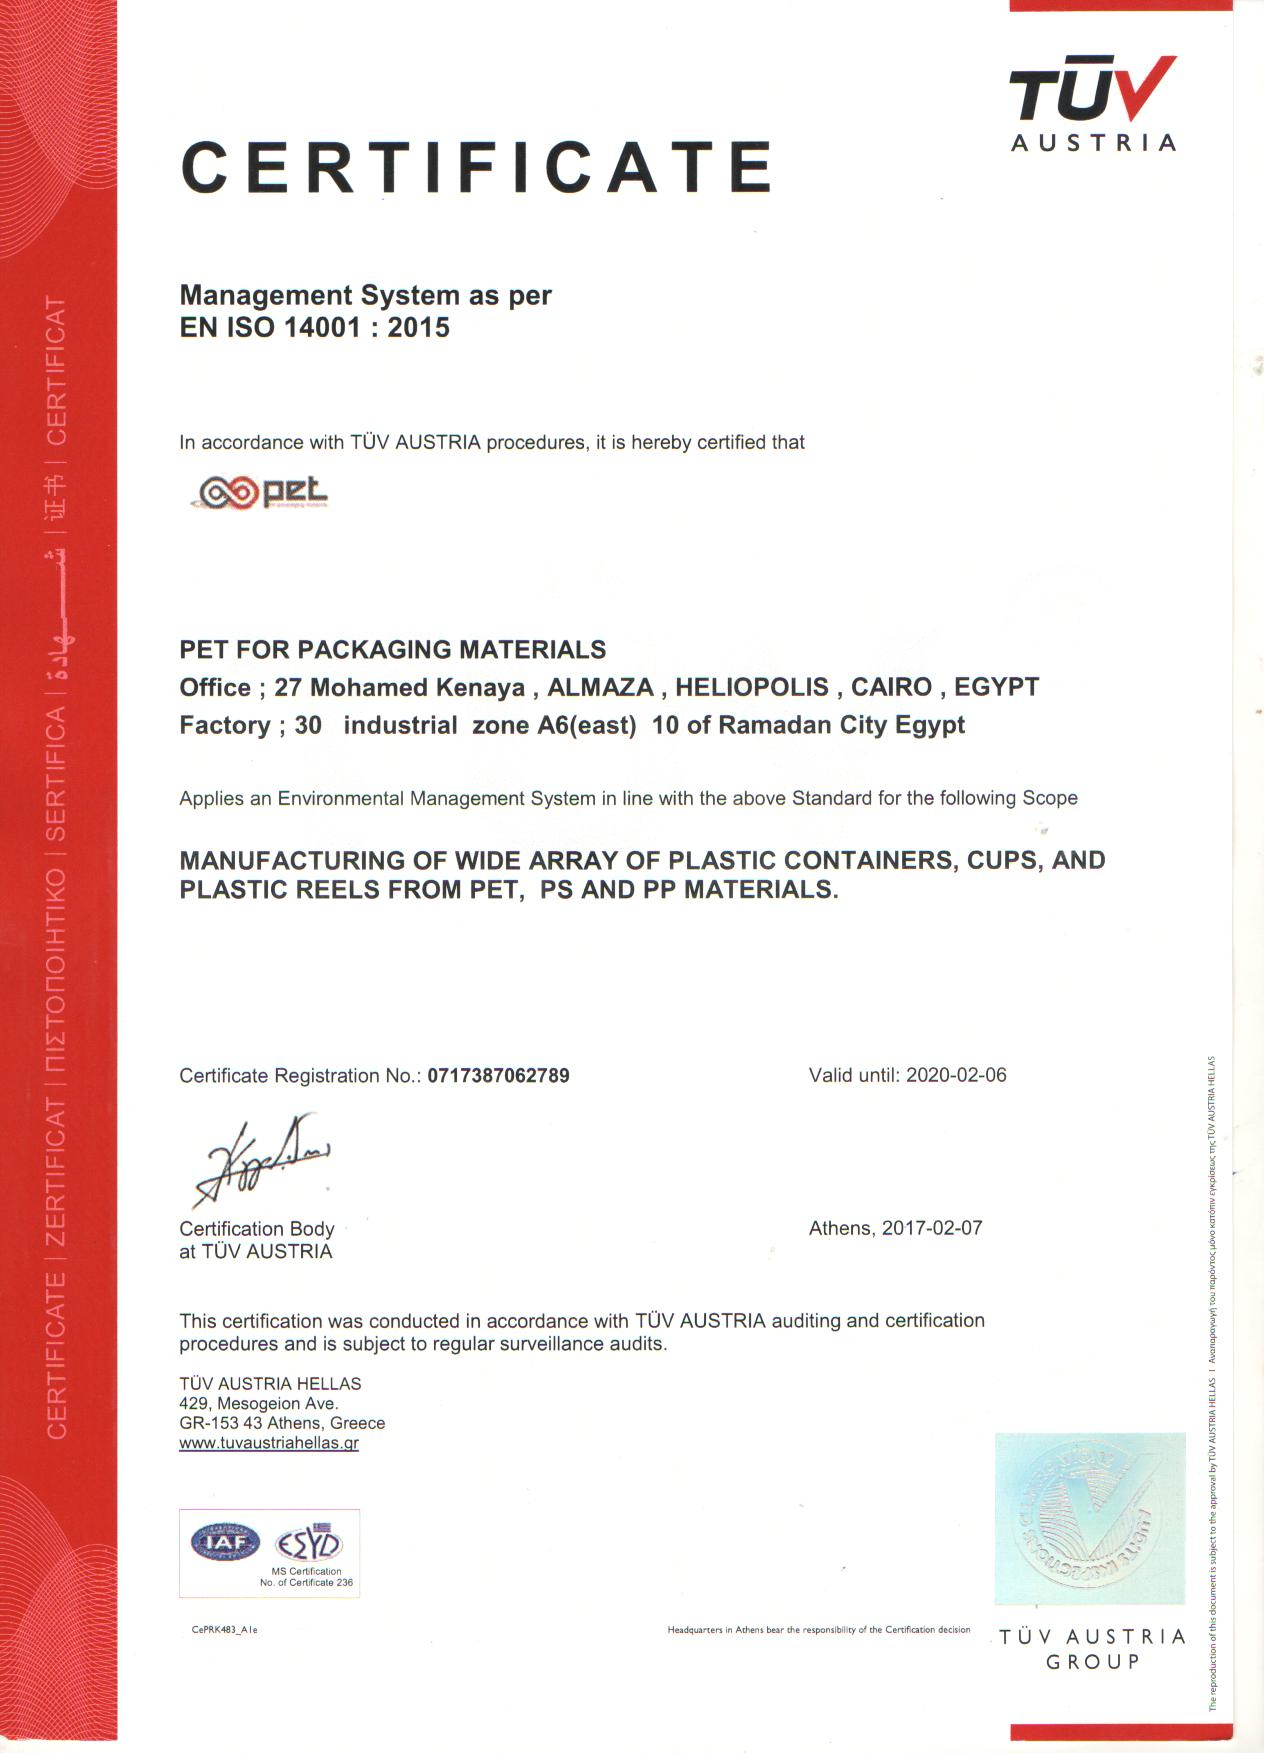 TÜV
AUSTRIA
CERTIFICATE
Management System as per
EN ISO 14001 : 2015
In accordance with TÜV AUSTRIA procedures, it is hereby certified that
pet
PET FOR PACKAGING MATERIALS
Office ; 27 Mohamed Kenaya , ALMAZA , HELIOPOLIS , CAIRO , EGYPT
Factory ; 30 industrial zone A6(east) 10 of Ramadan City Egypt
Applies an Environmental Management System in line with the above Standard for the following Scope
MANUFACTURING OF WIDE ARRAY OF PLASTIC CONTAINERS, CUPS, AND
PLASTIC REELS FROM PET, PS AND PP MATERIALS.
Certificate Registration No.: 0717387062789
Valid until: 2020-02-06
Certification Body
at TÜV AUSTRIA
Athens, 2017-02-07
This certification was conducted in accordance with TÜV AUSTRIA auditing and certification
procedures and is subject to regular surveillance audits.
TÜV AUSTRIA HELLAS
429, Mesogeion Ave.
GR-153 43 Athens, Greece
www.tuvaustriahellas.gr
IAF
ESYD
MS Certification
No. of Certificate 236
CePRK483_A1e
Headquarters in Athens bear the responsibility of the Certification decision
TÜV AUSTRIA
GROUP
CERTIFICATE | ZERTIFICAT | ΠΙΣΤΟΠΟΙΗΤΙΚΟ | SERTIFICA | شـــــهادة | 证书 | CERTIFICAT
The reproduction of this document is subject to the approval by TÜV AUSTRIA HELLAS | Αναπαραγωγή του παρόντος μόνο κατόπιν εγκρίσεως της TÜV AUSTRIA HELLAS